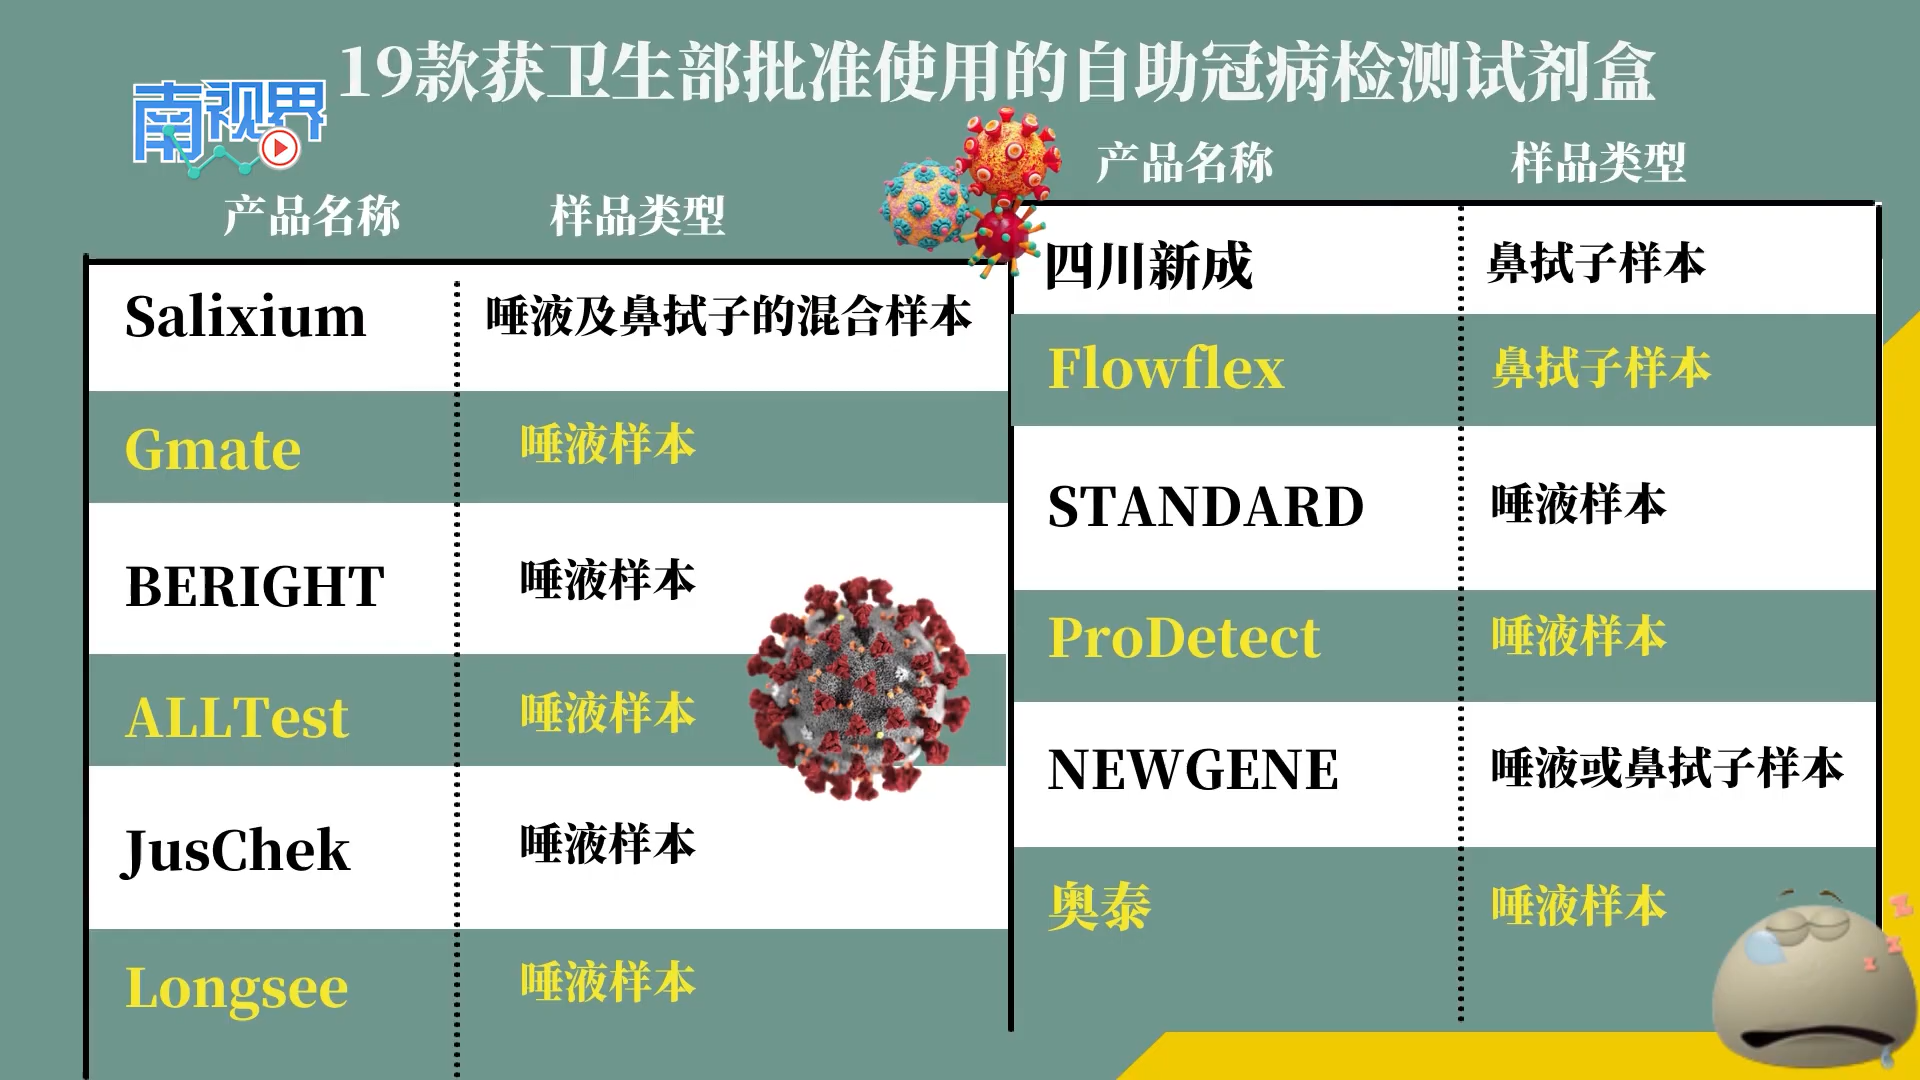 19款获卫生部批准使用的自助冠病检测试剂盒
南视界
产品名称 样品类型
Salixium 唾液及鼻拭子的混合样本
Gmate 唾液样本
BERIGHT 唾液样本
ALLTest 唾液样本
JusChek 唾液样本
Longsee 唾液样本
产品名称 样品类型
四川新成 鼻拭子样本
Flowflex 鼻拭子样本
STANDARD 唾液样本
ProDetect 唾液样本
NEWGENE 唾液或鼻拭子样本
奥泰 唾液样本